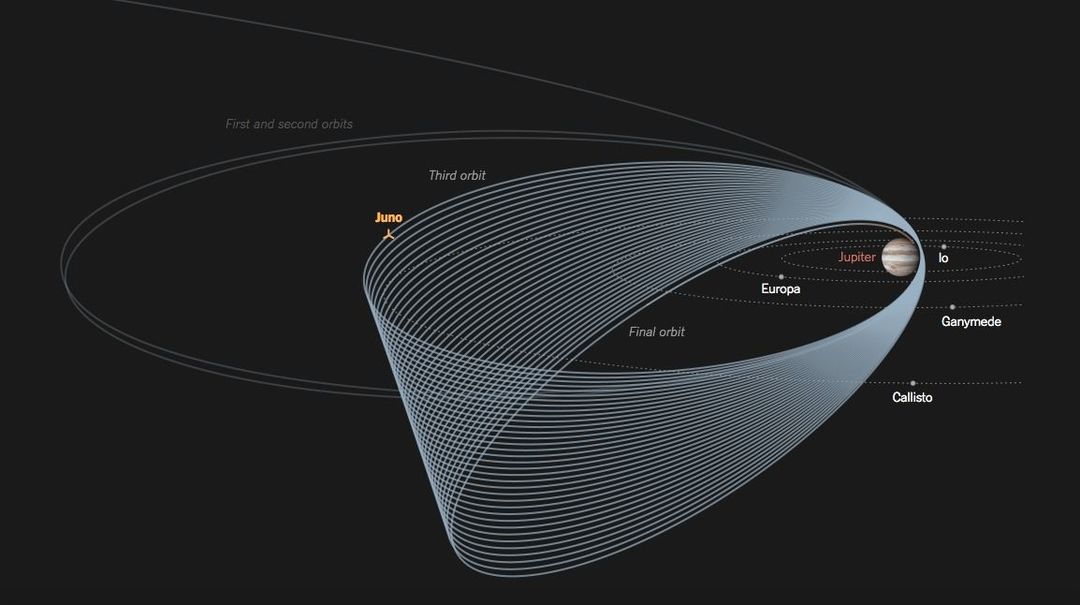 First and second orbits
Third orbit
Juno
Jupiter
Io
Europa
Ganymede
Final orbit
Callisto